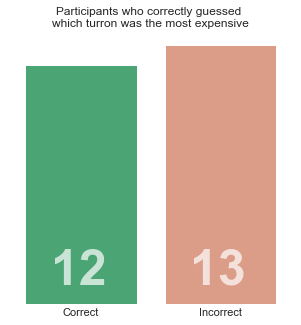 Participants who correctly guessed
which turron was the most expensive
12
13
Correct
Incorrect